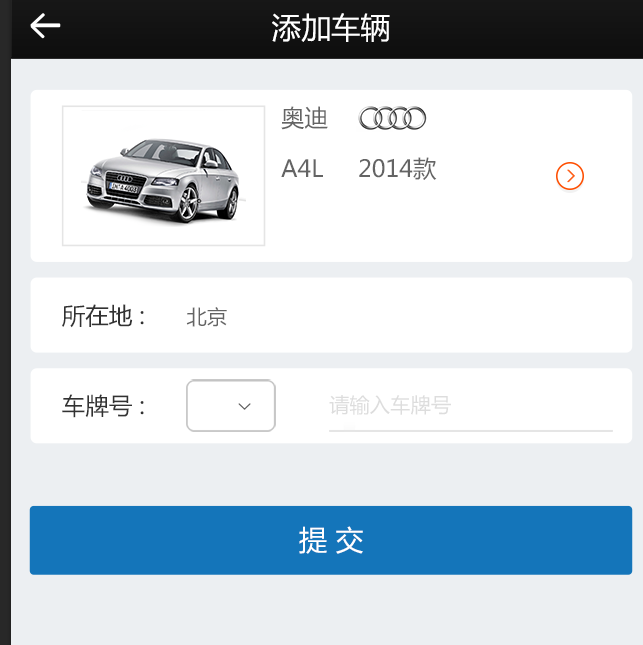 添加车辆
奥迪
A4L 2014款
所在地： 北京
车牌号： 请输入车牌号
提 交